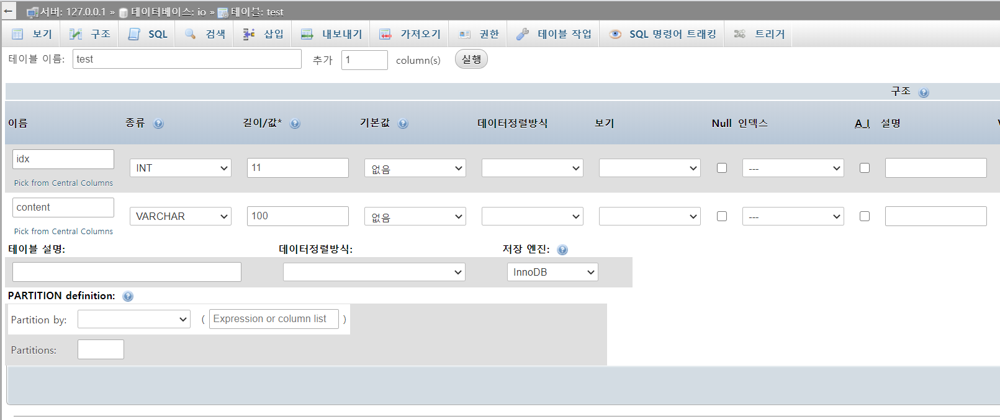 서버: 127.0.0.1 » 데이터베이스: io » 테이블: test
보기 구조 SQL 검색 삽입 내보내기 가져오기 권한 테이블 작업 SQL 명령어 트래킹 트리거
테이블 이름: test 추가 1 column(s) 실행
구조
이름 종류 길이/값* 기본값 데이터정렬방식 보기 Null 인덱스 A_I 설명
idx INT 11 없음 ---
Pick from Central Columns
content VARCHAR 100 없음 ---
Pick from Central Columns
테이블 설명: 데이터정렬방식: 저장 엔진:
InnoDB
PARTITION definition:
Partition by: ( Expression or column list )
Partitions: